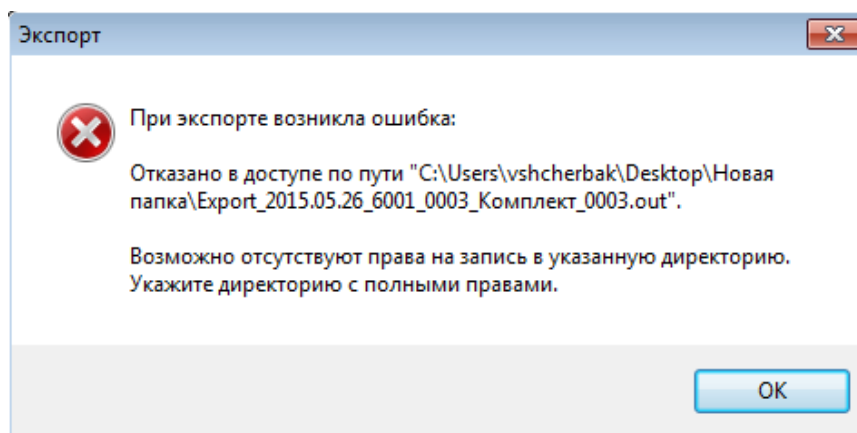 Экспорт
При экспорте возникла ошибка:
Отказано в доступе по пути "C:\Users\vshcherbak\Desktop\Новая
папка\Export_2015.05.26_6001_0003_Комплект_0003.out".
Возможно отсутствуют права на запись в указанную директорию.
Укажите директорию с полными правами.
OK